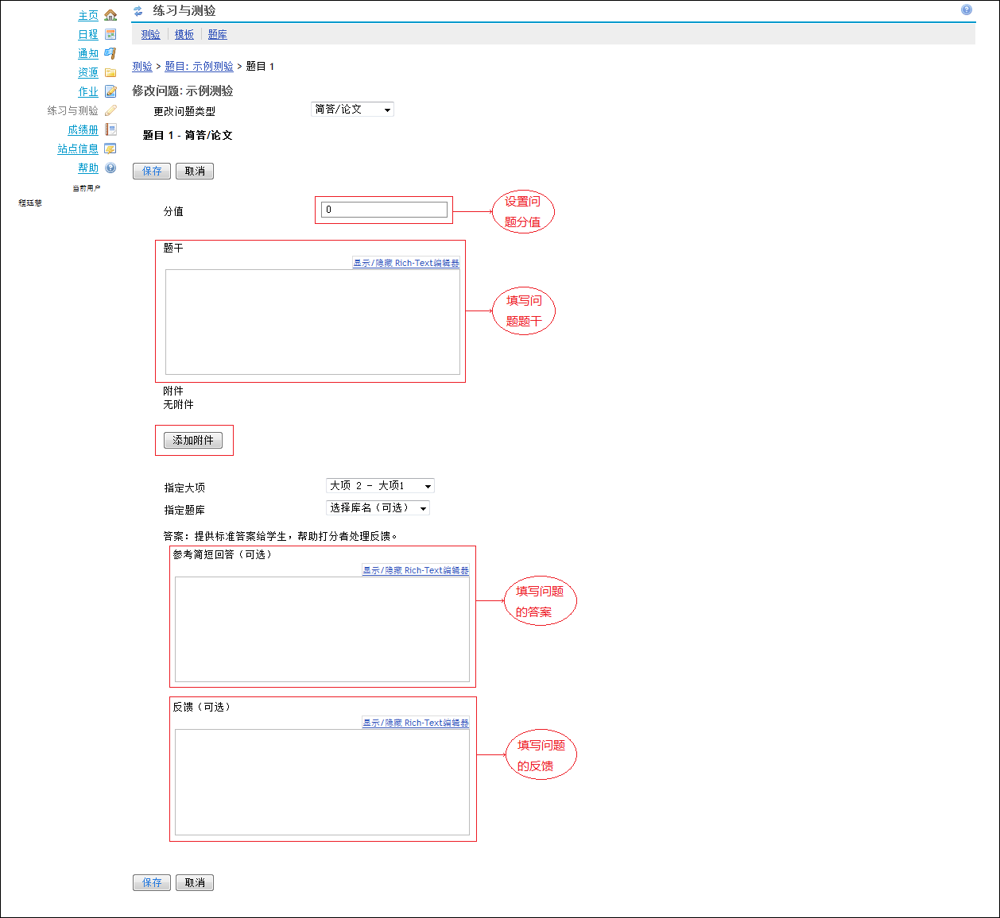 主页
日程
通知
资源
作业
练习与测验
成绩册
站点信息
帮助
当前用户
程珏慧
练习与测验
测验 模板 题库
测验 > 题目: 示例测验 > 题目 1
修改问题: 示例测验
更改问题类型 简答/论文
题目 1 - 简答/论文
保存 取消
分值 0
设置问
题分值
题干
显示/隐藏 Rich-Text编辑器
填写问
题题干
附件
无附件
添加附件
指定大项 大项 2 - 大项1
指定题库 选择库名（可选）
答案：提供标准答案给学生，帮助打分者处理反馈。
参考简短回答（可选）
显示/隐藏 Rich-Text编辑器
填写问题
的答案
反馈（可选）
显示/隐藏 Rich-Text编辑器
填写问题
的反馈
保存 取消